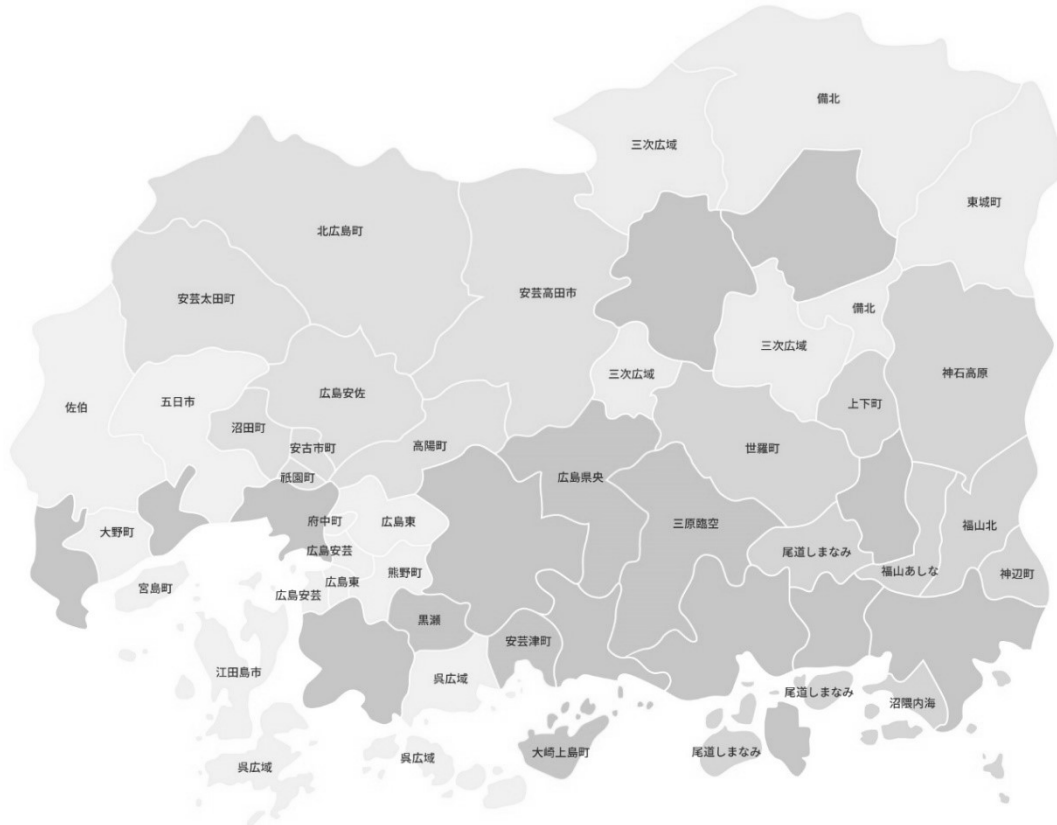 備北
三次広域
東城町
北広島町
安芸太田町
安芸高田市
備北
三次広域
三次広域
神石高原
佐伯
五日市
広島安佐
上下町
沼田町
安古市町
高陽町
世羅町
祇園町
広島県央
府中町
広島東
三原臨空
大野町
広島安芸
尾道しまなみ
福山北
熊野町
福山あしな
神辺町
宮島町
広島安芸
広島東
黒瀬
安芸津町
江田島市
呉広域
尾道しまなみ
沼隈内海
呉広域
呉広域
大崎上島町
尾道しまなみ